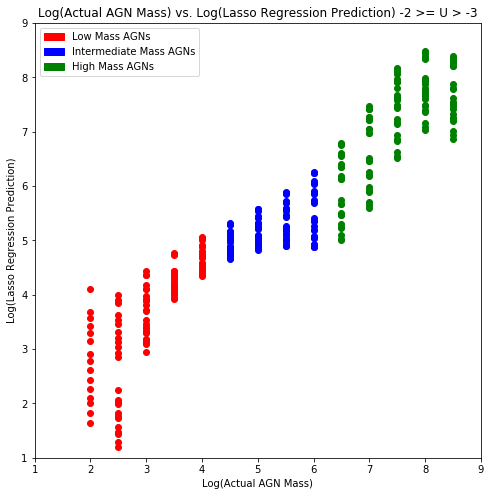 Log(Actual AGN Mass) vs. Log(Lasso Regression Prediction) -2 >= U > -3
Low Mass AGNs
Intermediate Mass AGNs
High Mass AGNs
Log(Lasso Regression Prediction)
9
8
7
6
5
4
3
2
1
1 2 3 4 5 6 7 8 9
Log(Actual AGN Mass)